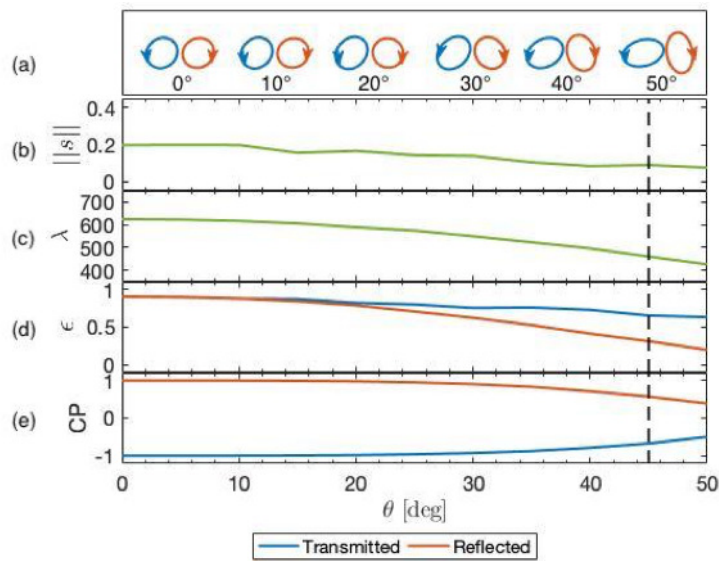 (a)
0° 10° 20° 30° 40° 50°
(b)
||s||
0.4
0.2
0
(c)
λ
700
600
500
400
(d)
ϵ
1
0.5
0
(e)
CP
1
0
-1
0 10 20 30 40 50
θ [deg]
Transmitted Reflected